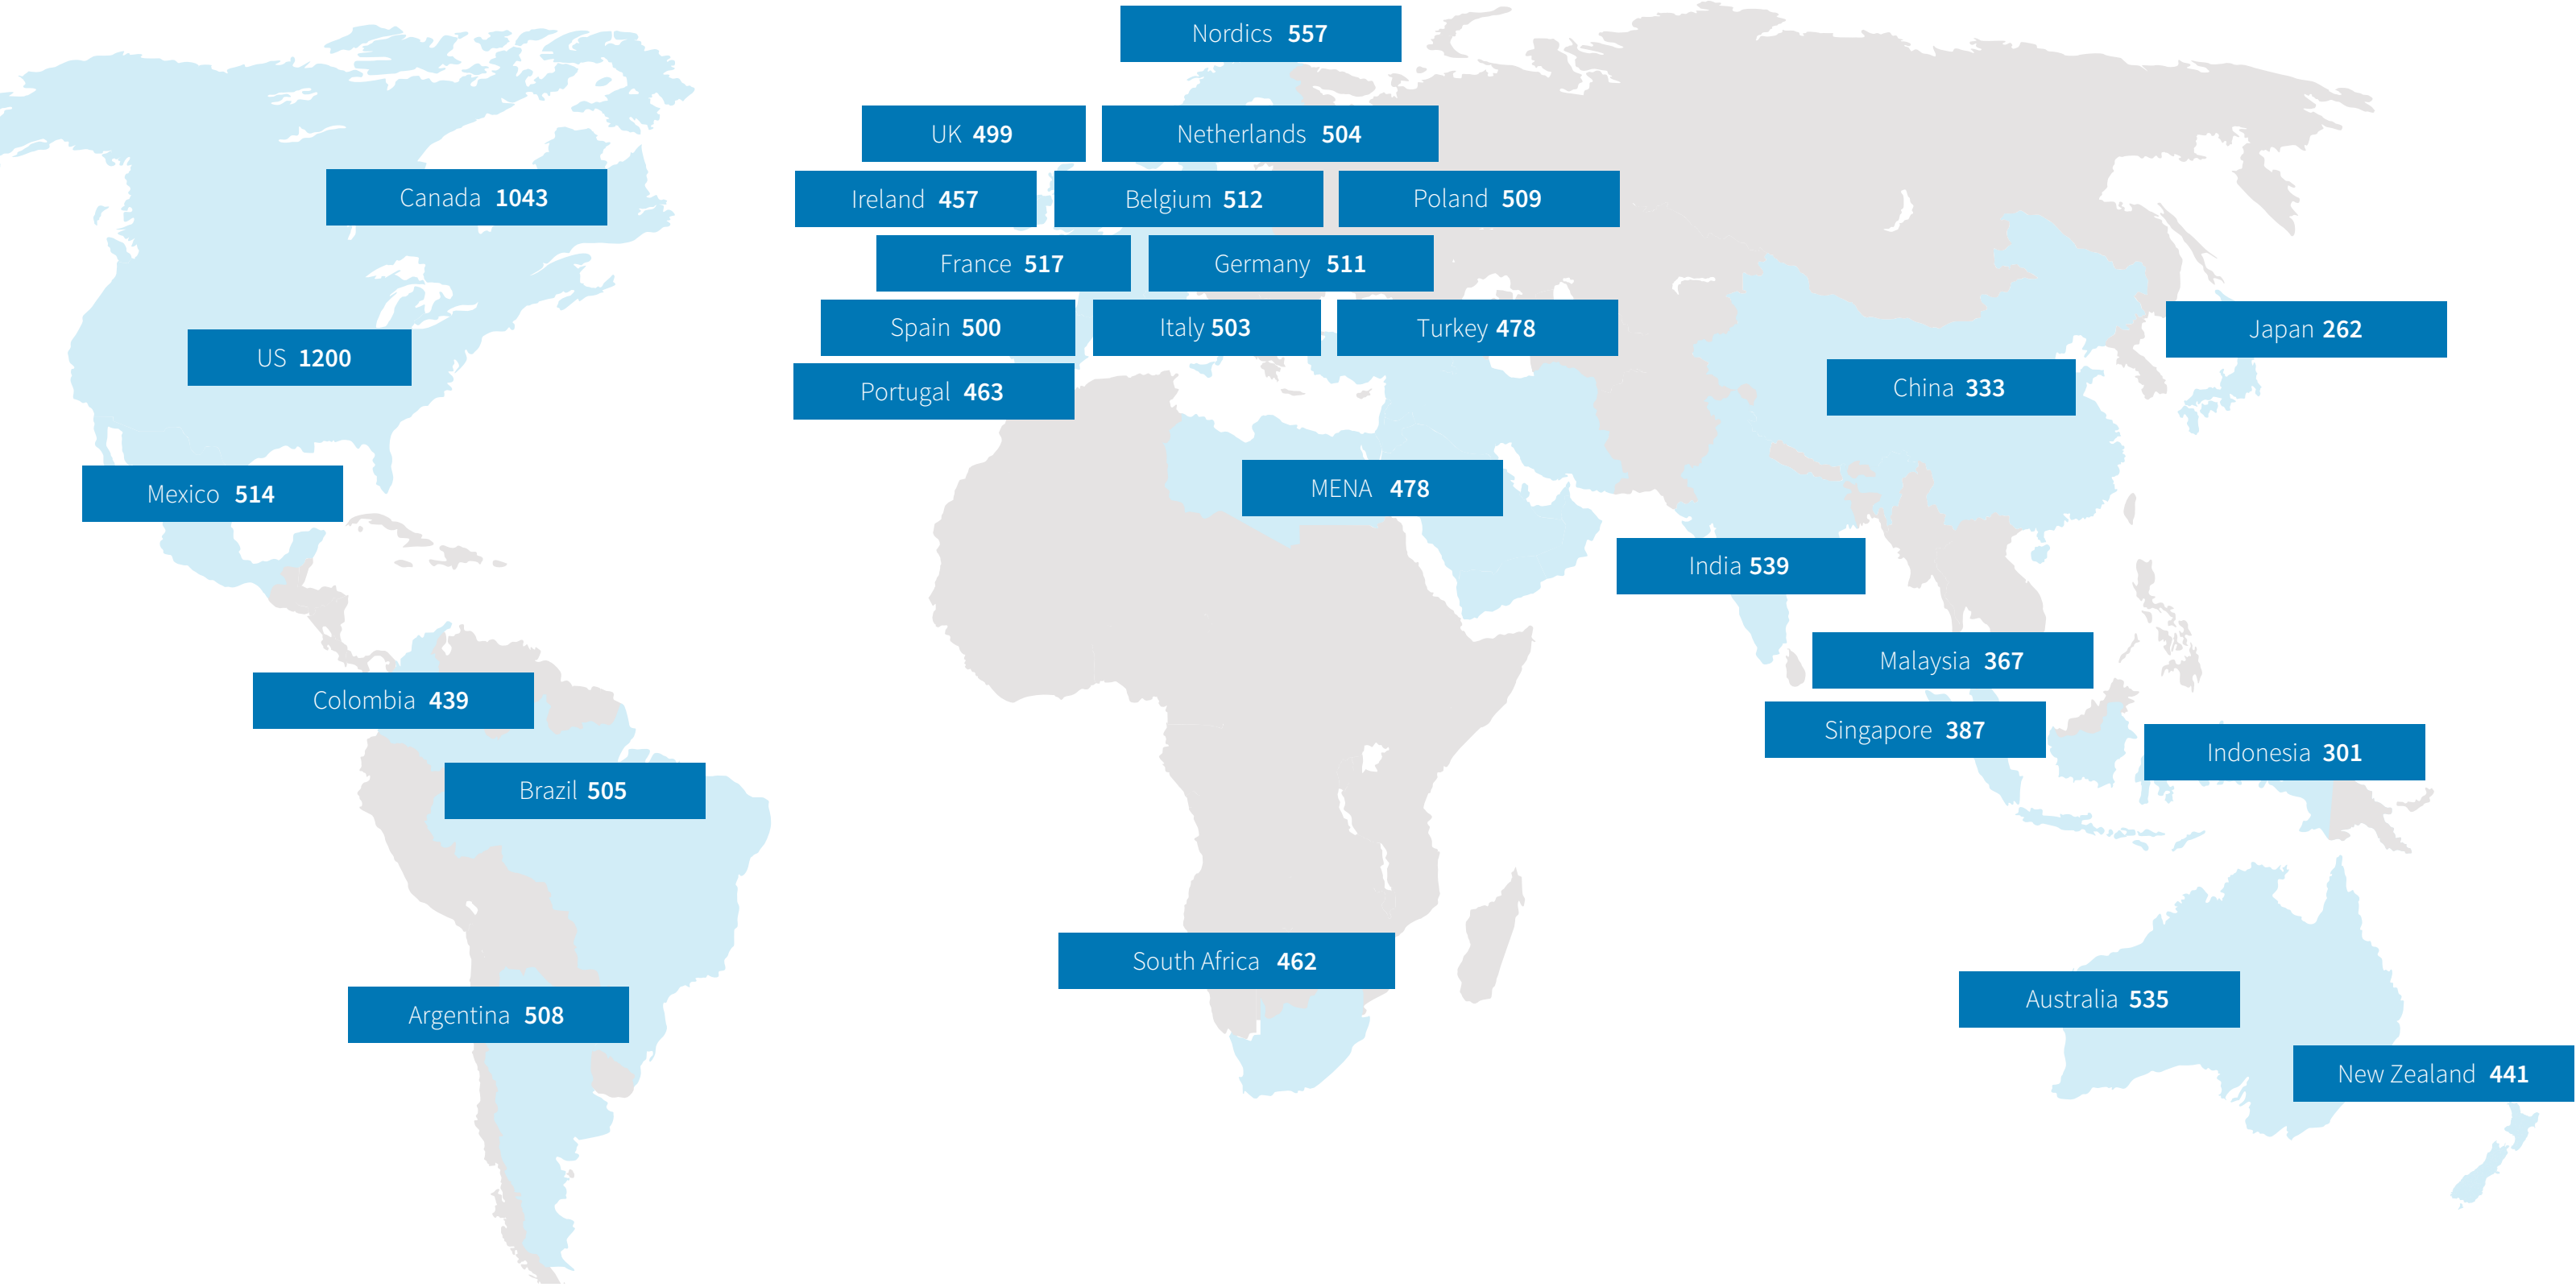 Nordics 557
UK 499
Netherlands 504
Canada 1043
Ireland 457
Belgium 512
Poland 509
France 517
Germany 511
Spain 500
Italy 503
Turkey 478
Japan 262
US 1200
China 333
Portugal 463
Mexico 514
MENA 478
India 539
Malaysia 367
Colombia 439
Singapore 387
Indonesia 301
Brazil 505
South Africa 462
Australia 535
Argentina 508
New Zealand 441